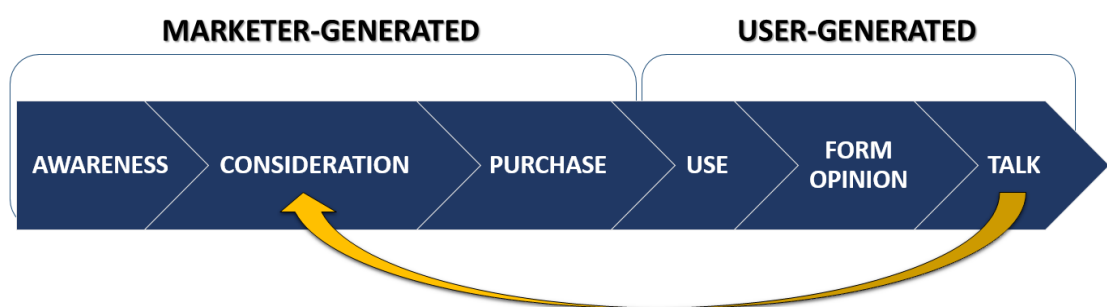 MARKETER-GENERATED
USER-GENERATED
AWARENESS
CONSIDERATION
PURCHASE
USE
FORM
OPINION
TALK